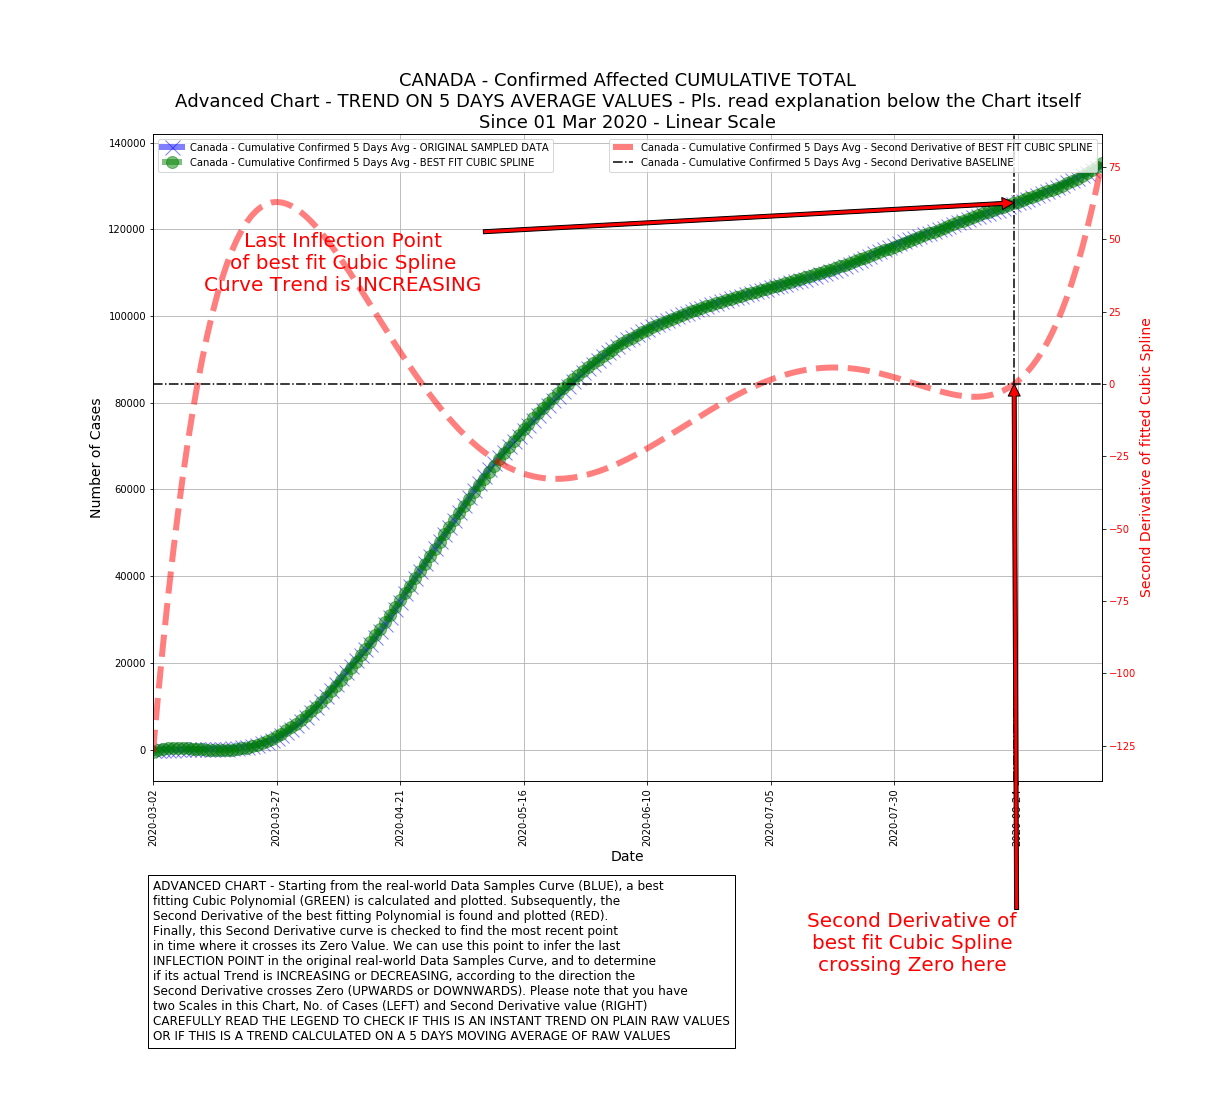 CANADA - Confirmed Affected CUMULATIVE TOTAL
Advanced Chart - TREND ON 5 DAYS AVERAGE VALUES - Pls. read explanation below the Chart itself
Since 01 Mar 2020 - Linear Scale
Canada - Cumulative Confirmed 5 Days Avg - ORIGINAL SAMPLED DATA
Canada - Cumulative Confirmed 5 Days Avg - BEST FIT CUBIC SPLINE
Canada - Cumulative Confirmed 5 Days Avg - Second Derivative of BEST FIT CUBIC SPLINE
Canada - Cumulative Confirmed 5 Days Avg - Second Derivative BASELINE
Last Inflection Point
of best fit Cubic Spline
Curve Trend is INCREASING
Number of Cases
140000
120000
100000
80000
60000
40000
20000
0
75
50
25
0
−25
−50
−75
−100
−125
Second Derivative of fitted Cubic Spline
2020-03-02
2020-03-27
2020-04-21
2020-05-16
2020-06-10
2020-07-05
2020-07-30
2020-08-24
Date
Second Derivative of
best fit Cubic Spline
crossing Zero here
ADVANCED CHART - Starting from the real-world Data Samples Curve (BLUE), a best
fitting Cubic Polynomial (GREEN) is calculated and plotted. Subsequently, the
Second Derivative of the best fitting Polynomial is found and plotted (RED).
Finally, this Second Derivative curve is checked to find the most recent point
in time where it crosses its Zero Value. We can use this point to infer the last
INFLECTION POINT in the original real-world Data Samples Curve, and to determine
if its actual Trend is INCREASING or DECREASING, according to the direction the
Second Derivative crosses Zero (UPWARDS or DOWNWARDS). Please note that you have
two Scales in this Chart, No. of Cases (LEFT) and Second Derivative value (RIGHT)
CAREFULLY READ THE LEGEND TO CHECK IF THIS IS AN INSTANT TREND ON PLAIN RAW VALUES
OR IF THIS IS A TREND CALCULATED ON A 5 DAYS MOVING AVERAGE OF RAW VALUES